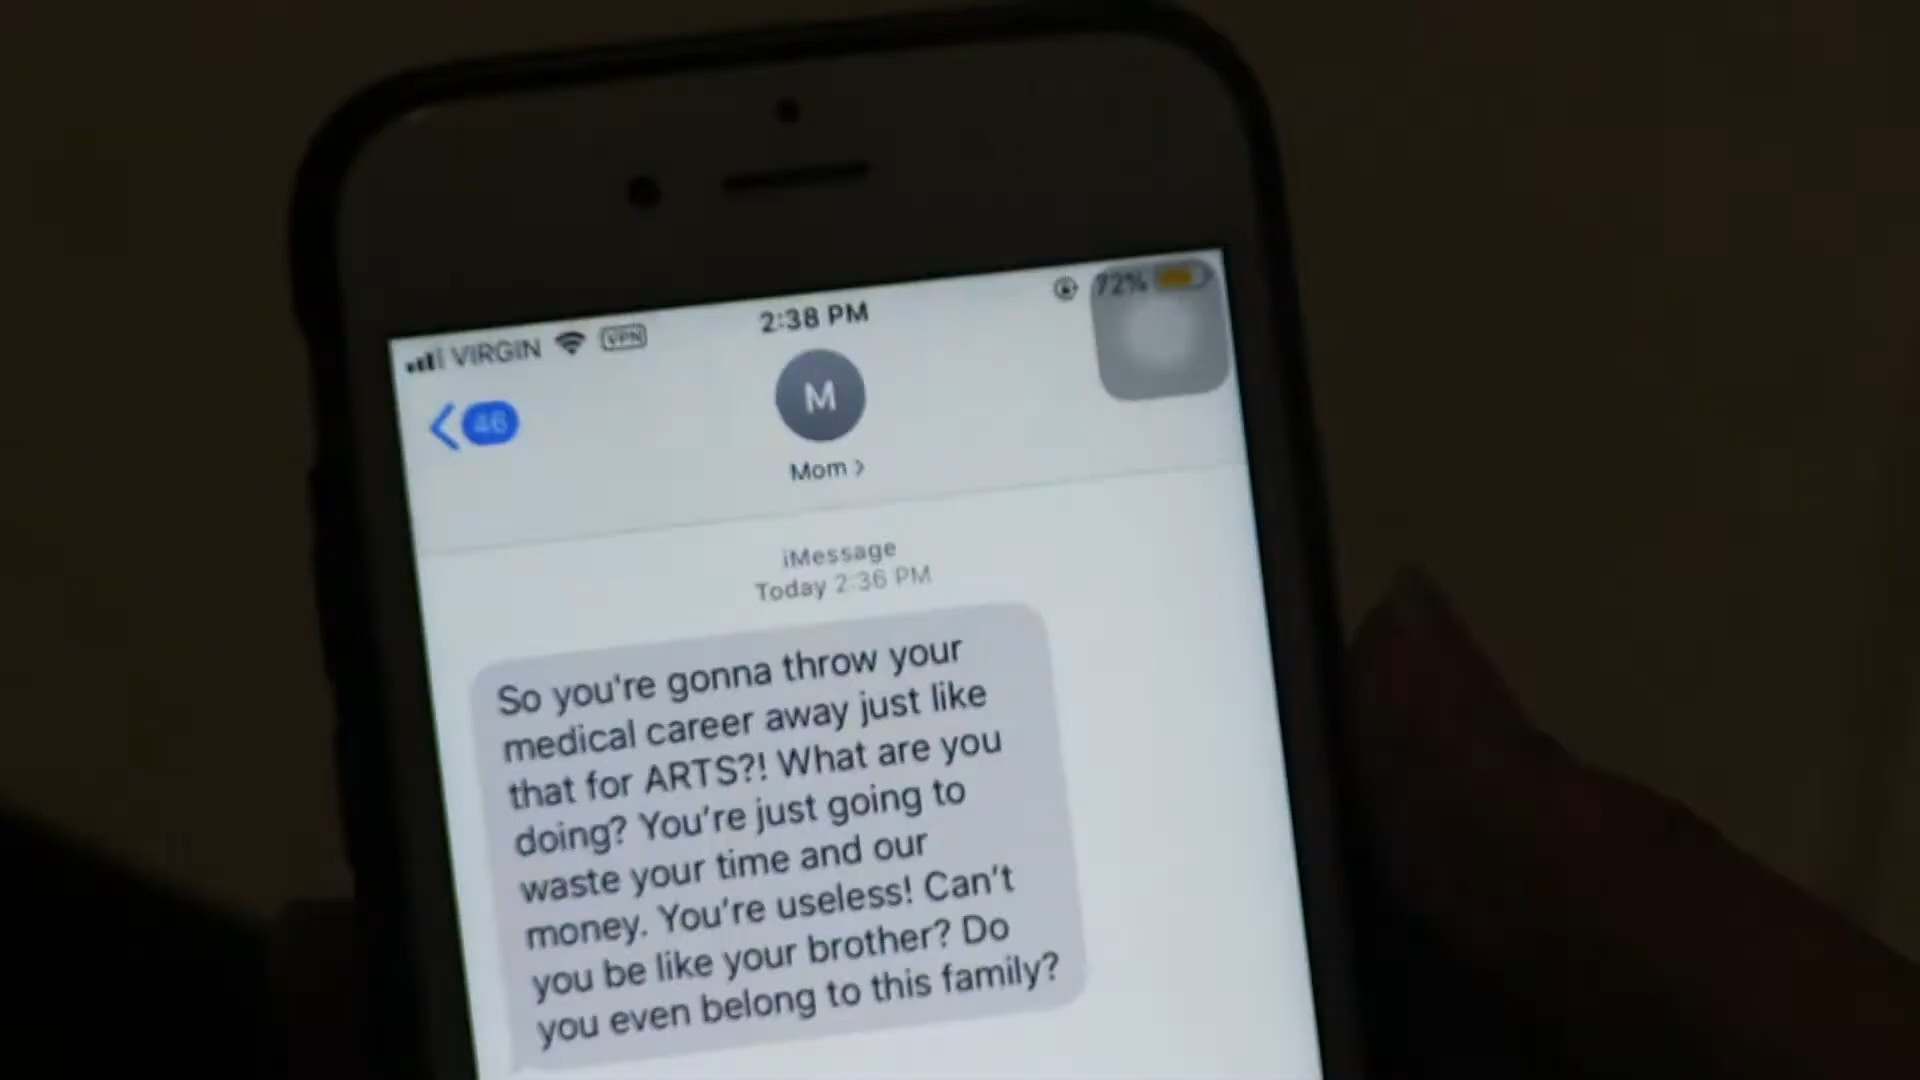 VIRGIN VPN 2:38 PM 72%
46
M
Mom >
iMessage
Today 2:36 PM
So you're gonna throw your
medical career away just like
that for ARTS?! What are you
doing? You're just going to
waste your time and our
money. You're useless! Can't
you be like your brother? Do
you even belong to this family?